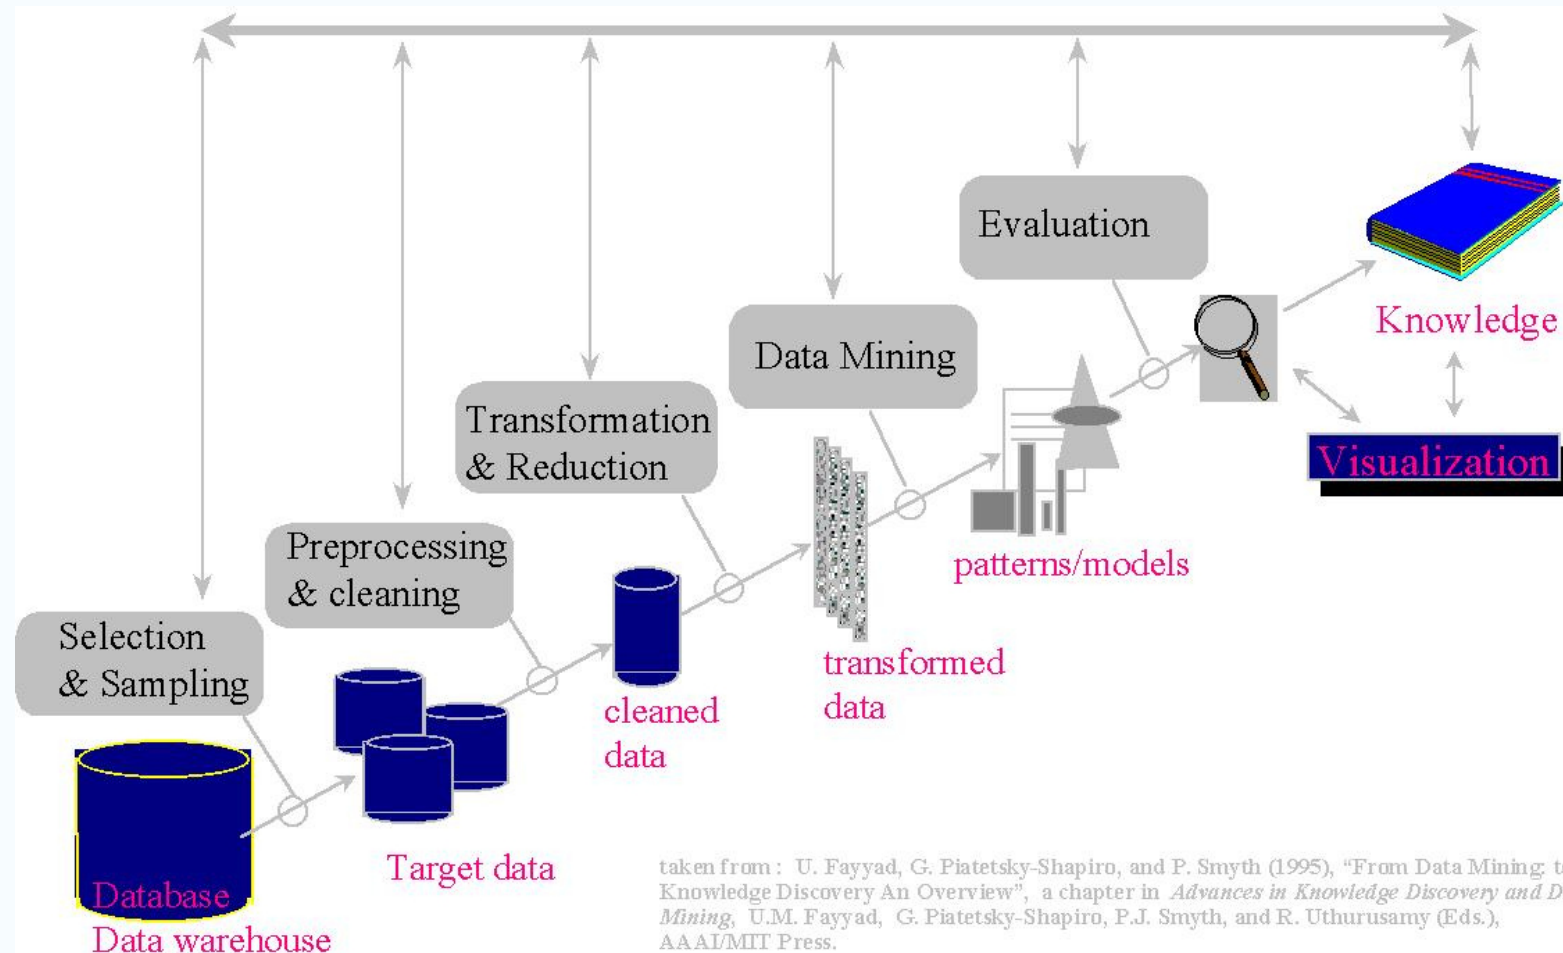 Evaluation
Knowledge
Data Mining
Transformation
& Reduction
Visualization
Preprocessing
& cleaning
patterns/models
Selection
& Sampling
transformed
data
cleaned
data
Target data
Database
Data warehouse
taken from : U. Fayyad, G. Piatetsky-Shapiro, and P. Smyth (1995), “From Data Mining: t
Knowledge Discovery An Overview”, a chapter in Advances in Knowledge Discovery and D
Mining, U.M. Fayyad, G. Piatetsky-Shapiro, P.J. Smyth, and R. Uthurusamy (Eds.),
AAAI/MIT Press.